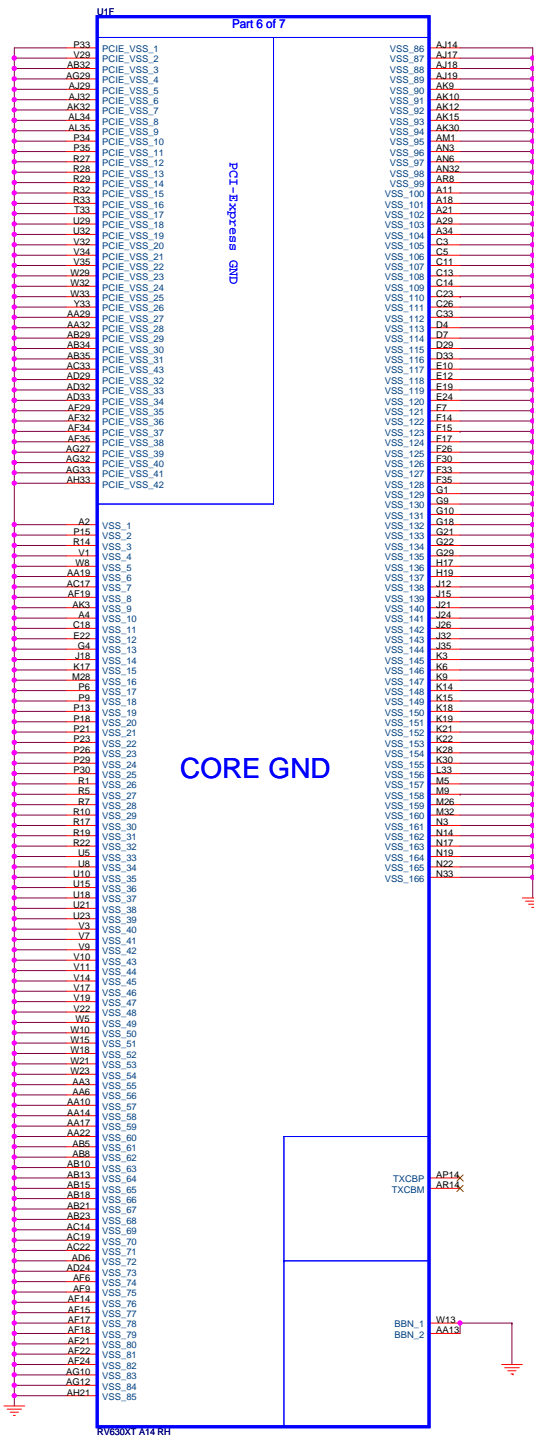 U1F
Part 6 of 7
P33 PCIE_VSS_1
V29 PCIE_VSS_2
AB32 PCIE_VSS_3
AG29 PCIE_VSS_4
AJ29 PCIE_VSS_5
AJ32 PCIE_VSS_6
AK32 PCIE_VSS_7
AL34 PCIE_VSS_8
AL35 PCIE_VSS_9
P34 PCIE_VSS_10
P35 PCIE_VSS_11
R27 PCIE_VSS_12
R28 PCIE_VSS_13
R29 PCIE_VSS_14
R32 PCIE_VSS_15
R33 PCIE_VSS_16
T33 PCIE_VSS_17
U29 PCIE_VSS_18
U32 PCIE_VSS_19
V32 PCIE_VSS_20
V34 PCIE_VSS_21
V35 PCIE_VSS_22
W29 PCIE_VSS_23
W32 PCIE_VSS_24
W33 PCIE_VSS_25
Y33 PCIE_VSS_26
AA29 PCIE_VSS_27
AA32 PCIE_VSS_28
AB29 PCIE_VSS_29
AB34 PCIE_VSS_30
AB35 PCIE_VSS_31
AC33 PCIE_VSS_43
AD29 PCIE_VSS_32
AD32 PCIE_VSS_33
AD33 PCIE_VSS_34
AF29 PCIE_VSS_35
AF32 PCIE_VSS_36
AF34 PCIE_VSS_37
AF35 PCIE_VSS_38
AG27 PCIE_VSS_39
AG32 PCIE_VSS_40
AG33 PCIE_VSS_41
AH33 PCIE_VSS_42
PCI-Express GND
A2 VSS_1
P15 VSS_2
R14 VSS_3
V1 VSS_4
W8 VSS_5
AA19 VSS_6
AC17 VSS_7
AF19 VSS_8
AK3 VSS_9
A4 VSS_10
C18 VSS_11
E22 VSS_12
G4 VSS_13
J18 VSS_14
K17 VSS_15
M28 VSS_16
P6 VSS_17
P9 VSS_18
P13 VSS_19
P18 VSS_20
P21 VSS_21
P23 VSS_22
P26 VSS_23
P29 VSS_24
P30 VSS_25
R1 VSS_26
R5 VSS_27
R7 VSS_28
R10 VSS_29
R17 VSS_30
R19 VSS_31
R22 VSS_32
U5 VSS_33
U8 VSS_34
U10 VSS_35
U15 VSS_36
U18 VSS_37
U21 VSS_38
U23 VSS_39
V3 VSS_40
V7 VSS_41
V9 VSS_42
V10 VSS_43
V11 VSS_44
V14 VSS_45
V17 VSS_46
V19 VSS_47
V22 VSS_48
W5 VSS_49
W10 VSS_50
W15 VSS_51
W18 VSS_52
W21 VSS_53
W23 VSS_54
AA3 VSS_55
AA6 VSS_56
AA10 VSS_57
AA14 VSS_58
AA17 VSS_59
AA22 VSS_60
AB5 VSS_61
AB8 VSS_62
AB10 VSS_63
AB13 VSS_64
AB15 VSS_65
AB18 VSS_66
AB21 VSS_67
AB23 VSS_68
AC14 VSS_69
AC19 VSS_70
AC22 VSS_71
AD6 VSS_72
AD24 VSS_73
AF6 VSS_74
AF9 VSS_75
AF14 VSS_76
AF15 VSS_77
AF17 VSS_78
AF18 VSS_79
AF21 VSS_80
AF22 VSS_81
AF24 VSS_82
AG10 VSS_83
AG12 VSS_84
AH21 VSS_85
CORE GND
VSS_86 AJ14
VSS_87 AJ17
VSS_88 AJ18
VSS_89 AJ19
VSS_90 AK9
VSS_91 AK10
VSS_92 AK12
VSS_93 AK15
VSS_94 AK30
VSS_95 AM1
VSS_96 AN3
VSS_97 AN6
VSS_98 AN32
VSS_99 AR8
VSS_100 A11
VSS_101 A18
VSS_102 A21
VSS_103 A29
VSS_104 A34
VSS_105 C3
VSS_106 C5
VSS_107 C11
VSS_108 C13
VSS_109 C14
VSS_110 C23
VSS_111 C26
VSS_112 C33
VSS_113 D4
VSS_114 D7
VSS_115 D29
VSS_116 D33
VSS_117 E10
VSS_118 E12
VSS_119 E19
VSS_120 E24
VSS_121 F7
VSS_122 F14
VSS_123 F15
VSS_124 F17
VSS_125 F26
VSS_126 F30
VSS_127 F33
VSS_128 F35
VSS_129 G1
VSS_130 G9
VSS_131 G10
VSS_132 G18
VSS_133 G21
VSS_134 G22
VSS_135 G29
VSS_136 H17
VSS_137 H19
VSS_138 J12
VSS_139 J15
VSS_140 J21
VSS_141 J24
VSS_142 J26
VSS_143 J32
VSS_144 J35
VSS_145 K3
VSS_146 K6
VSS_147 K9
VSS_148 K14
VSS_149 K15
VSS_150 K18
VSS_151 K19
VSS_152 K21
VSS_153 K22
VSS_154 K28
VSS_155 K30
VSS_156 L33
VSS_157 M5
VSS_158 M9
VSS_159 M26
VSS_160 M32
VSS_161 N3
VSS_162 N14
VSS_163 N17
VSS_164 N19
VSS_165 N22
VSS_166 N33
TXCBP AP14
TXCBM AR14
BBN_1 W13
BBN_2 AA13
RV630XT A14 RH